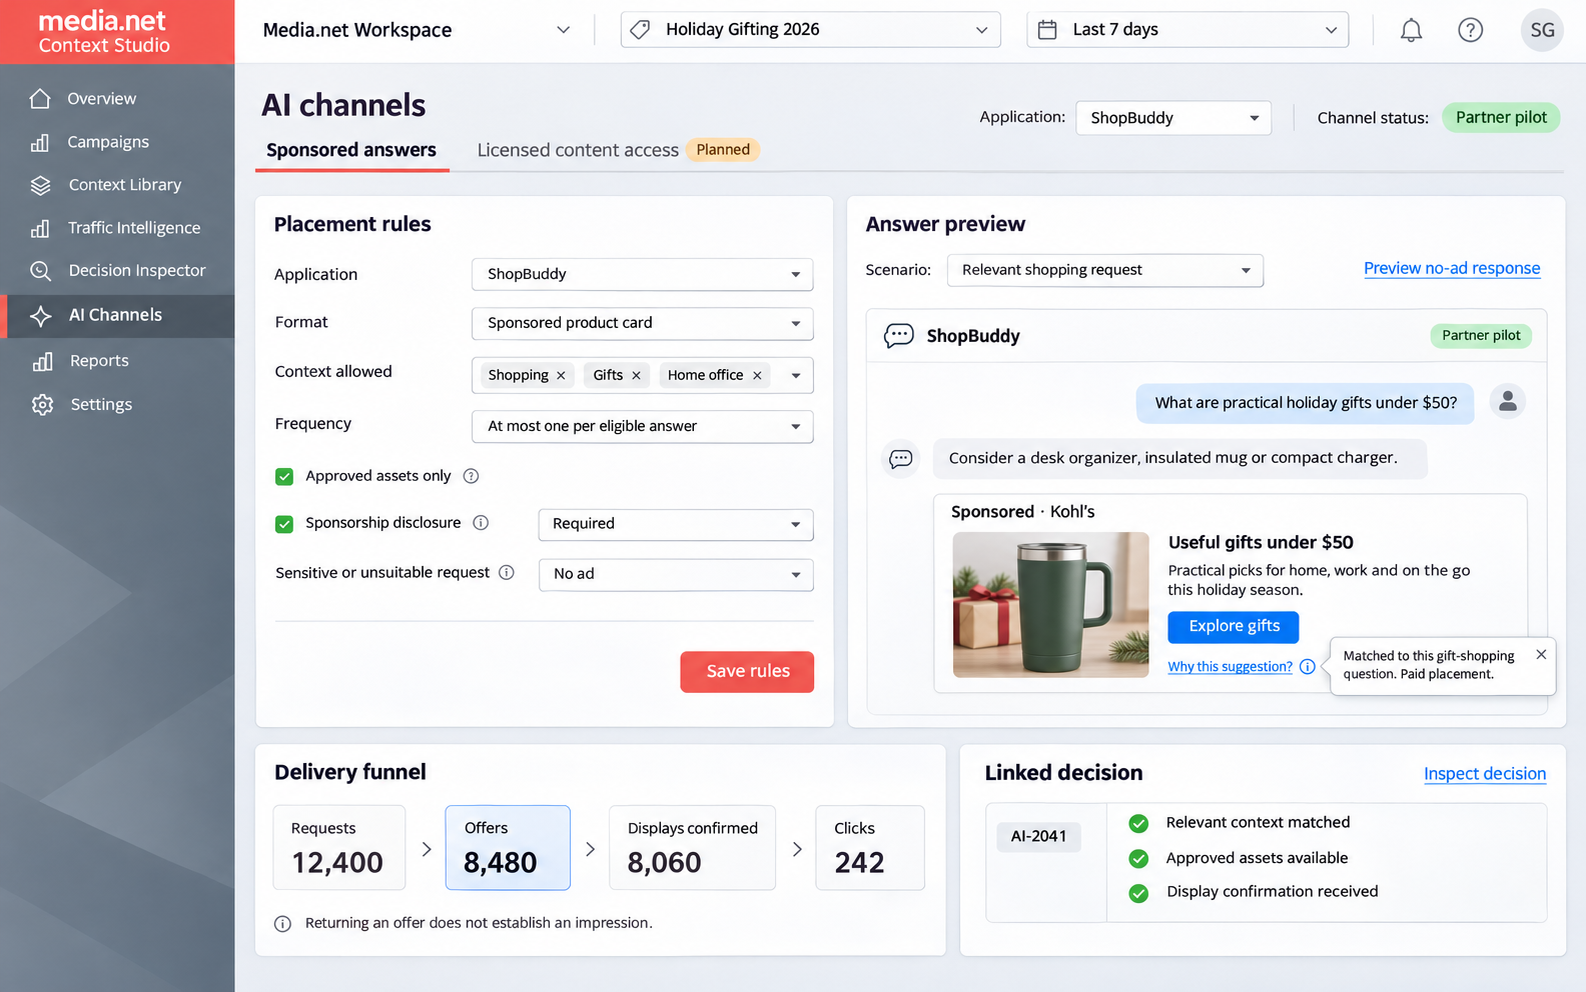 media.net
Context Studio
Media.net Workspace
Holiday Gifting 2026
Last 7 days
SG
Overview
Campaigns
Context Library
Traffic Intelligence
Decision Inspector
AI Channels
Reports
Settings
AI channels
Application:
ShopBuddy
Channel status:
Partner pilot
Sponsored answers
Licensed content access
Planned
Placement rules
Application
ShopBuddy
Format
Sponsored product card
Context allowed
Shopping ×
Gifts ×
Home office ×
Frequency
At most one per eligible answer
Approved assets only
Sponsorship disclosure
Required
Sensitive or unsuitable request
No ad
Save rules
Answer preview
Scenario:
Relevant shopping request
Preview no-ad response
ShopBuddy
Partner pilot
What are practical holiday gifts under $50?
Consider a desk organizer, insulated mug or compact charger.
Sponsored · Kohl's
Useful gifts under $50
Practical picks for home, work and on the go
this holiday season.
Explore gifts
Why this suggestion?
Matched to this gift-shopping
question. Paid placement.
Delivery funnel
Requests
12,400
Offers
8,480
Displays confirmed
8,060
Clicks
242
Returning an offer does not establish an impression.
Linked decision
Inspect decision
AI-2041
Relevant context matched
Approved assets available
Display confirmation received